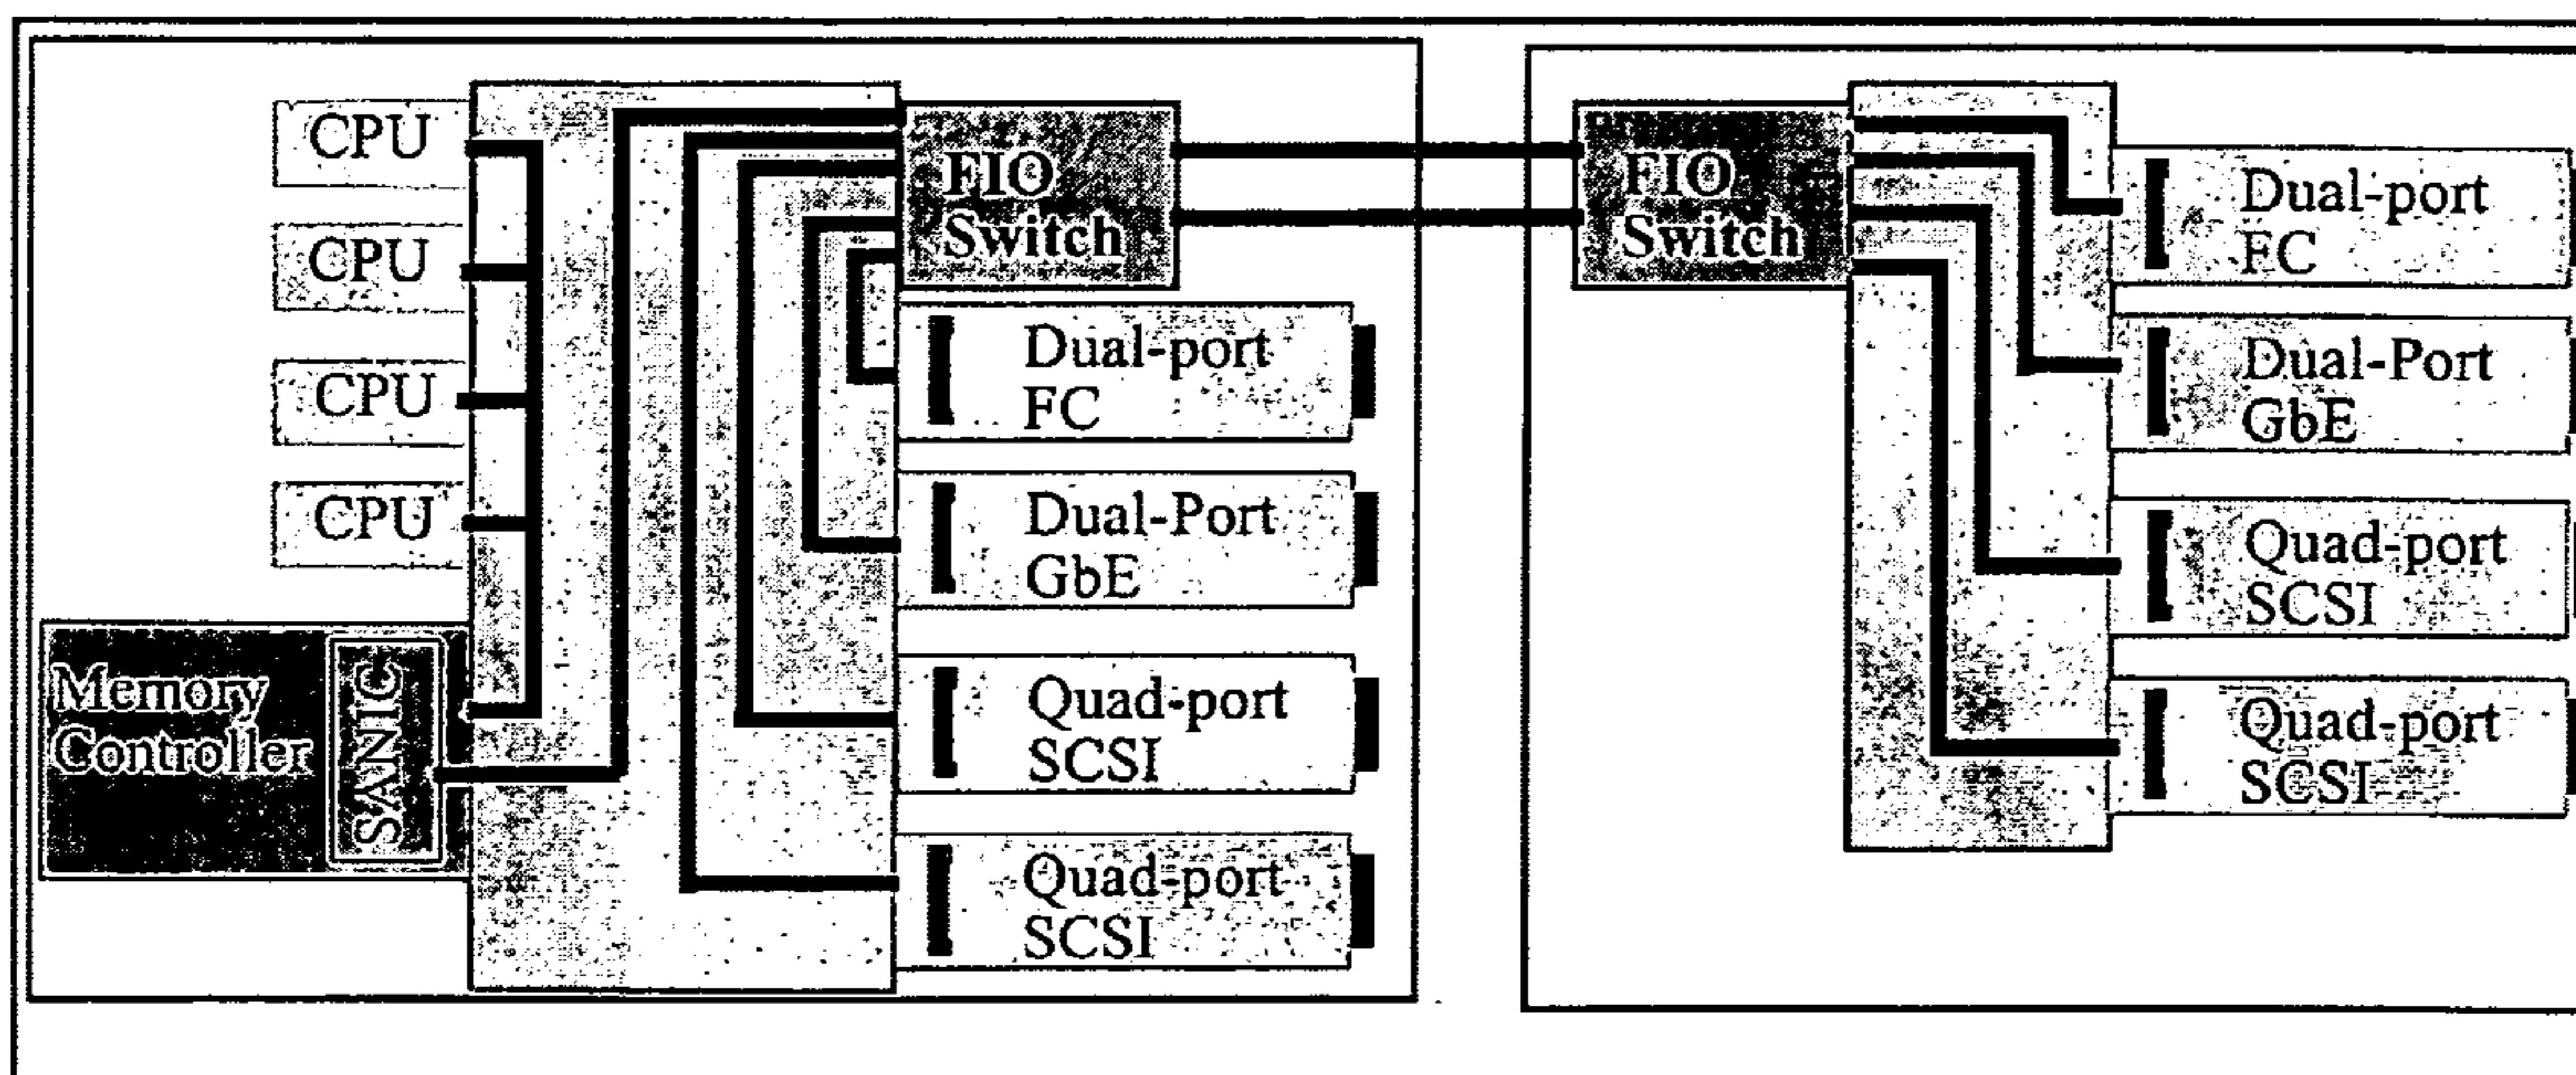 CPU
CPU
CPU
CPU
Memory
Controller
SANIC
FIO
Switch
Dual-port
FC
Dual-Port
GbE
Quad-port
SCSI
Quad-port
SCSI
FIO
Switch
Dual-port
FC
Dual-Port
GbE
Quad-port
SCSI
Quad-port
SCSI